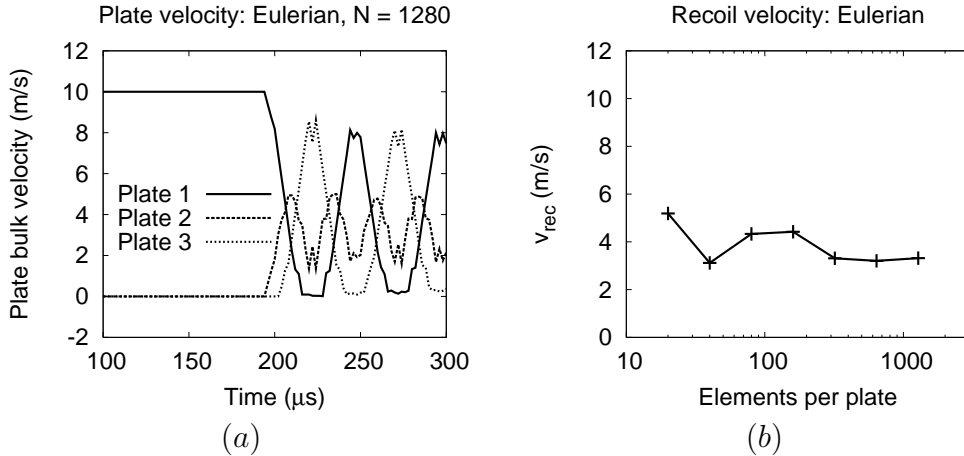 Plate velocity: Eulerian, N = 1280
Plate bulk velocity (m/s)
12
10
8
6
4
2
0
-2
Plate 1
Plate 2
Plate 3
100
150
200
250
300
Time (μs)
(a)
Recoil velocity: Eulerian
v_rec (m/s)
12
10
8
6
4
2
0
10
100
1000
Elements per plate
(b)